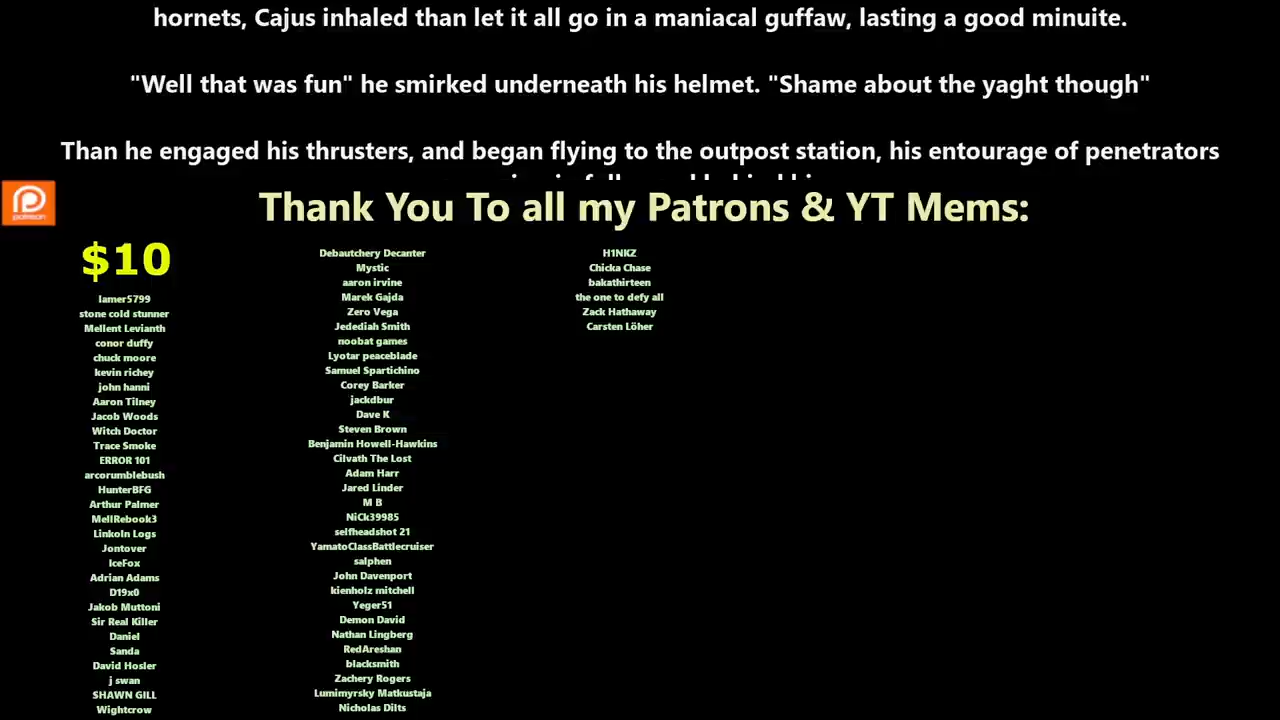 hornets, Cajus inhaled than let it all go in a maniacal guffaw, lasting a good minuite.
"Well that was fun" he smirked underneath his helmet. "Shame about the yaght though"
Than he engaged his thrusters, and began flying to the outpost station, his entourage of penetrators
patreon
Thank You To all my Patrons & YT Mems:
$10
lamer5799
stone cold stunner
Mellent Levianth
conor duffy
chuck moore
kevin richey
john hanni
Aaron Tilney
Jacob Woods
Witch Doctor
Trace Smoke
ERROR 101
arcorumblebush
HunterBFG
Arthur Palmer
MellRebook3
Linkoln Logs
Jontover
IceFox
Adrian Adams
D19x0
Jakob Muttoni
Sir Real Killer
Daniel
Sanda
David Hosler
j swan
SHAWN GILL
Wightcrow
Debautchery Decanter
Mystic
aaron irvine
Marek Gajda
Zero Vega
Jedediah Smith
noobat games
Lyotar peaceblade
Samuel Spartichino
Corey Barker
jackdbur
Dave K
Steven Brown
Benjamin Howell-Hawkins
Cilvath The Lost
Adam Harr
Jared Linder
M B
NiCk39985
selfheadshot 21
YamatoClassBattlecruiser
salphen
John Davenport
kienholz mitchell
Yeger51
Demon David
Nathan Lingberg
RedAreshan
blacksmith
Zachery Rogers
Lumimyrsky Matkustaja
Nicholas Dilts
H1NKZ
Chicka Chase
bakathirteen
the one to defy all
Zack Hathaway
Carsten Löher